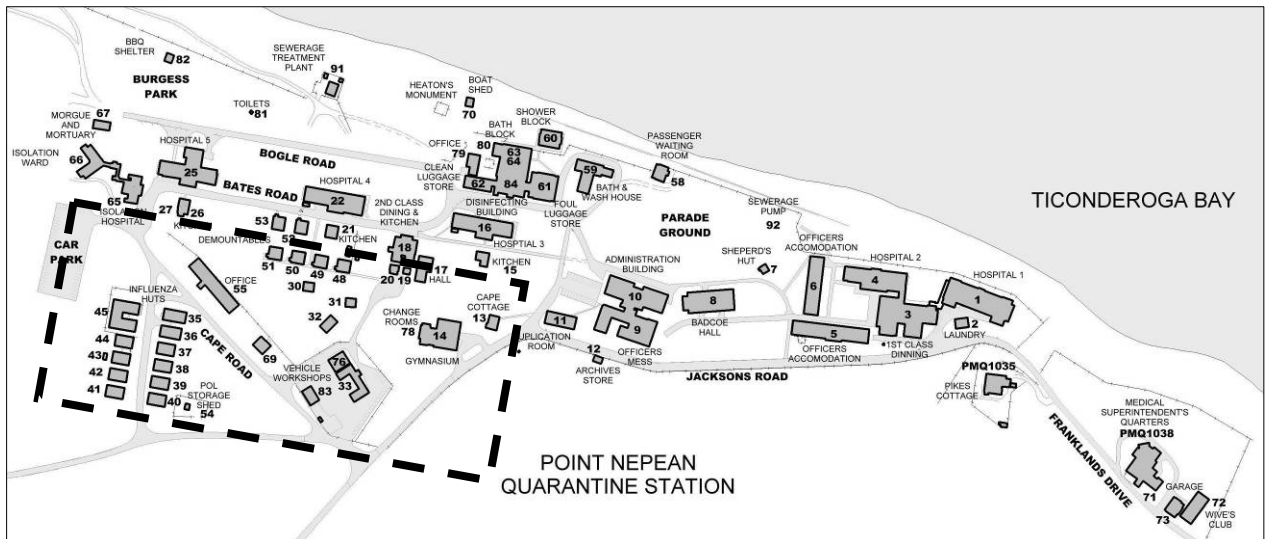 BBQ
SHELTER
82
BURGESS
PARK
SEWERAGE
TREATMENT
PLANT
91
TOILETS
81
HEATON'S
MONUMENT
BOAT
SHED
70
SHOWER
BLOCK
60
BATH
BLOCK
80
63
64
OFFICE
79
CLEAN
LUGGAGE
STORE
62
84
61
59
BATH &
WASH HOUSE
PASSENGER
WAITING
ROOM
58
MORGUE
AND
MORTUARY
67
ISOLATION
WARD
66
65
ISOLATION
HOSPITAL
HOSPITAL 5
25
BOGLE ROAD
BATES ROAD
HOSPITAL 4
22
2ND CLASS
DINING &
KITCHEN
18
DISINFECTING
BUILDING
16
FOUL
LUGGAGE
STORE
HOSPTIAL 3
KITCHEN
15
PARADE
GROUND
SEWERAGE
PUMP
92
TICONDEROGA BAY
27
26
53
52
21
KITCHEN
DEMOUNTABLES
51
50
49
48
20
19
17
HALL
30
31
32
CAR
PARK
OFFICE
55
INFLUENZA
HUTS
45
44
43
42
41
35
36
37
38
39
40
CAPE ROAD
69
POL
STORAGE
SHED
54
VEHICLE
WORKSHOPS
76
33
83
CHANGE
ROOMS
78
14
GYMNASIUM
CAPE
COTTAGE
13
ADMINISTRATION
BUILDING
10
9
OFFICERS
MESS
11
UPLICATION
ROOM
12
ARCHIVES
STORE
SHEPERD'S
HUT
7
8
BADCOE
HALL
OFFICERS
ACCOMODATION
6
HOSPITAL 2
4
3
HOSPITAL 1
1
2
LAUNDRY
5
OFFICERS
ACCOMODATION
1ST CLASS
DINNING
JACKSONS ROAD
PMQ1035
PIKES
COTTAGE
FRANKLANDS DRIVE
MEDICAL
SUPERINTENDENT'S
QUARTERS
PMQ1038
71
GARAGE
73
72
WIVE'S
CLUB
POINT NEPEAN
QUARANTINE STATION